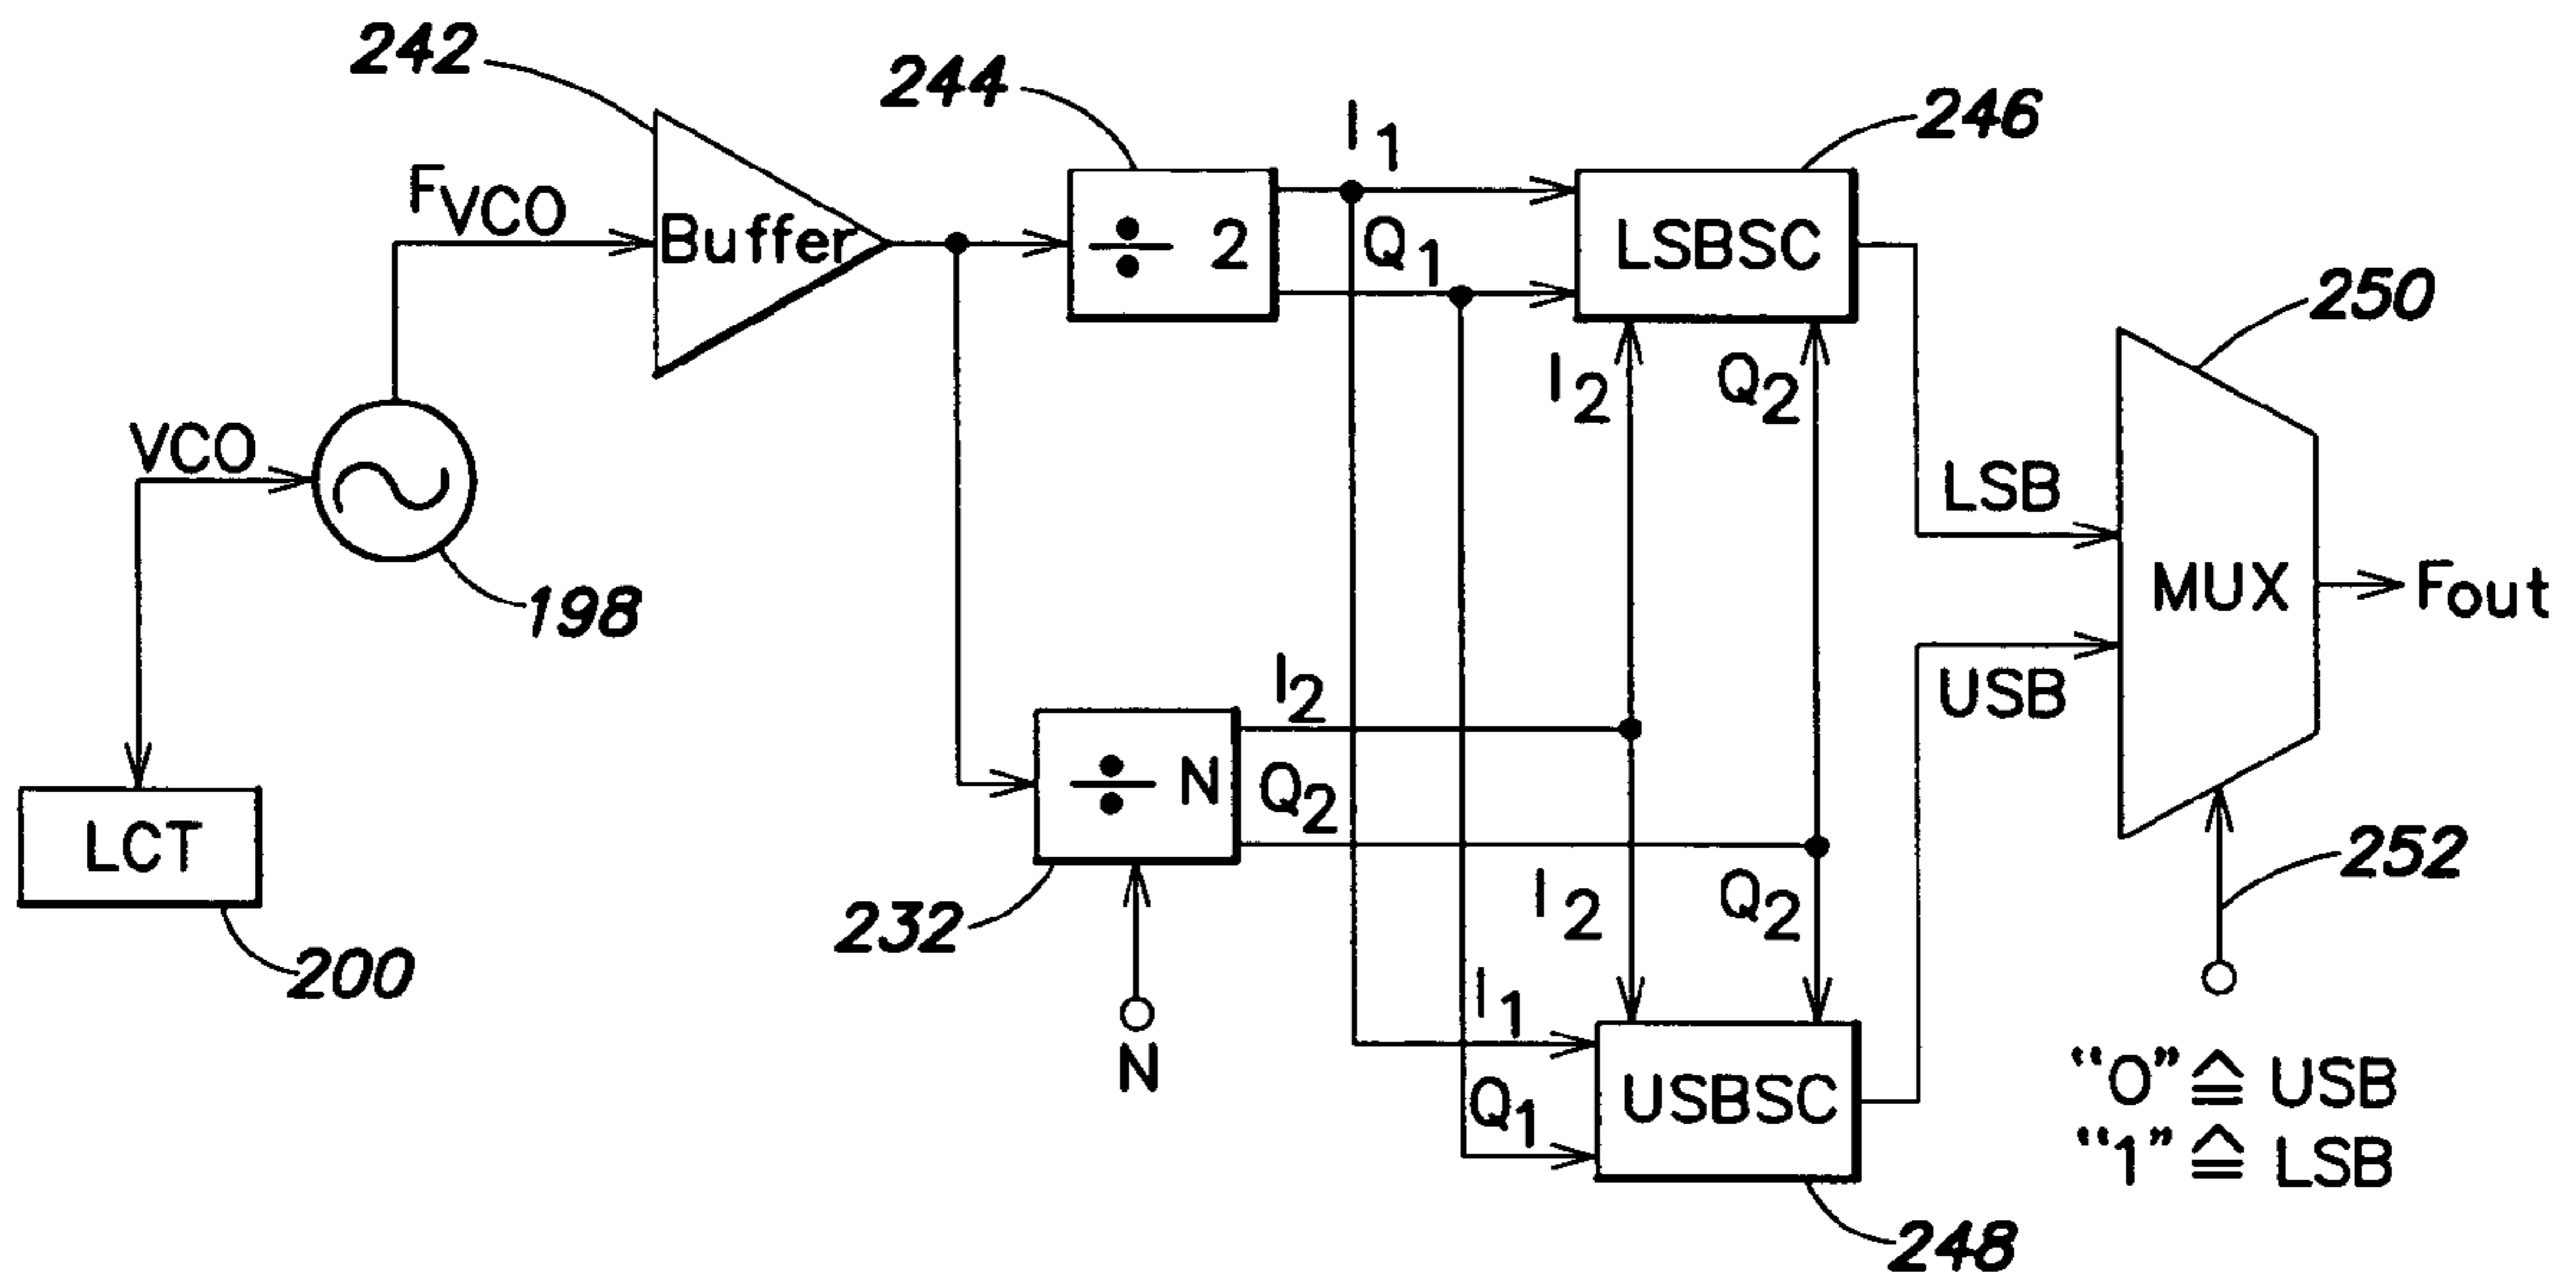 242
244
246
I1
FVCO
Buffer
÷ 2
Q1
LSBSC
250
I2
Q2
VCO
LSB
MUX
Fout
198
I2
USB
÷ N
Q2
LCT
232
I2
Q2
252
200
I1
N
Q1
USBSC
“0” ≙ USB
“1” ≙ LSB
248